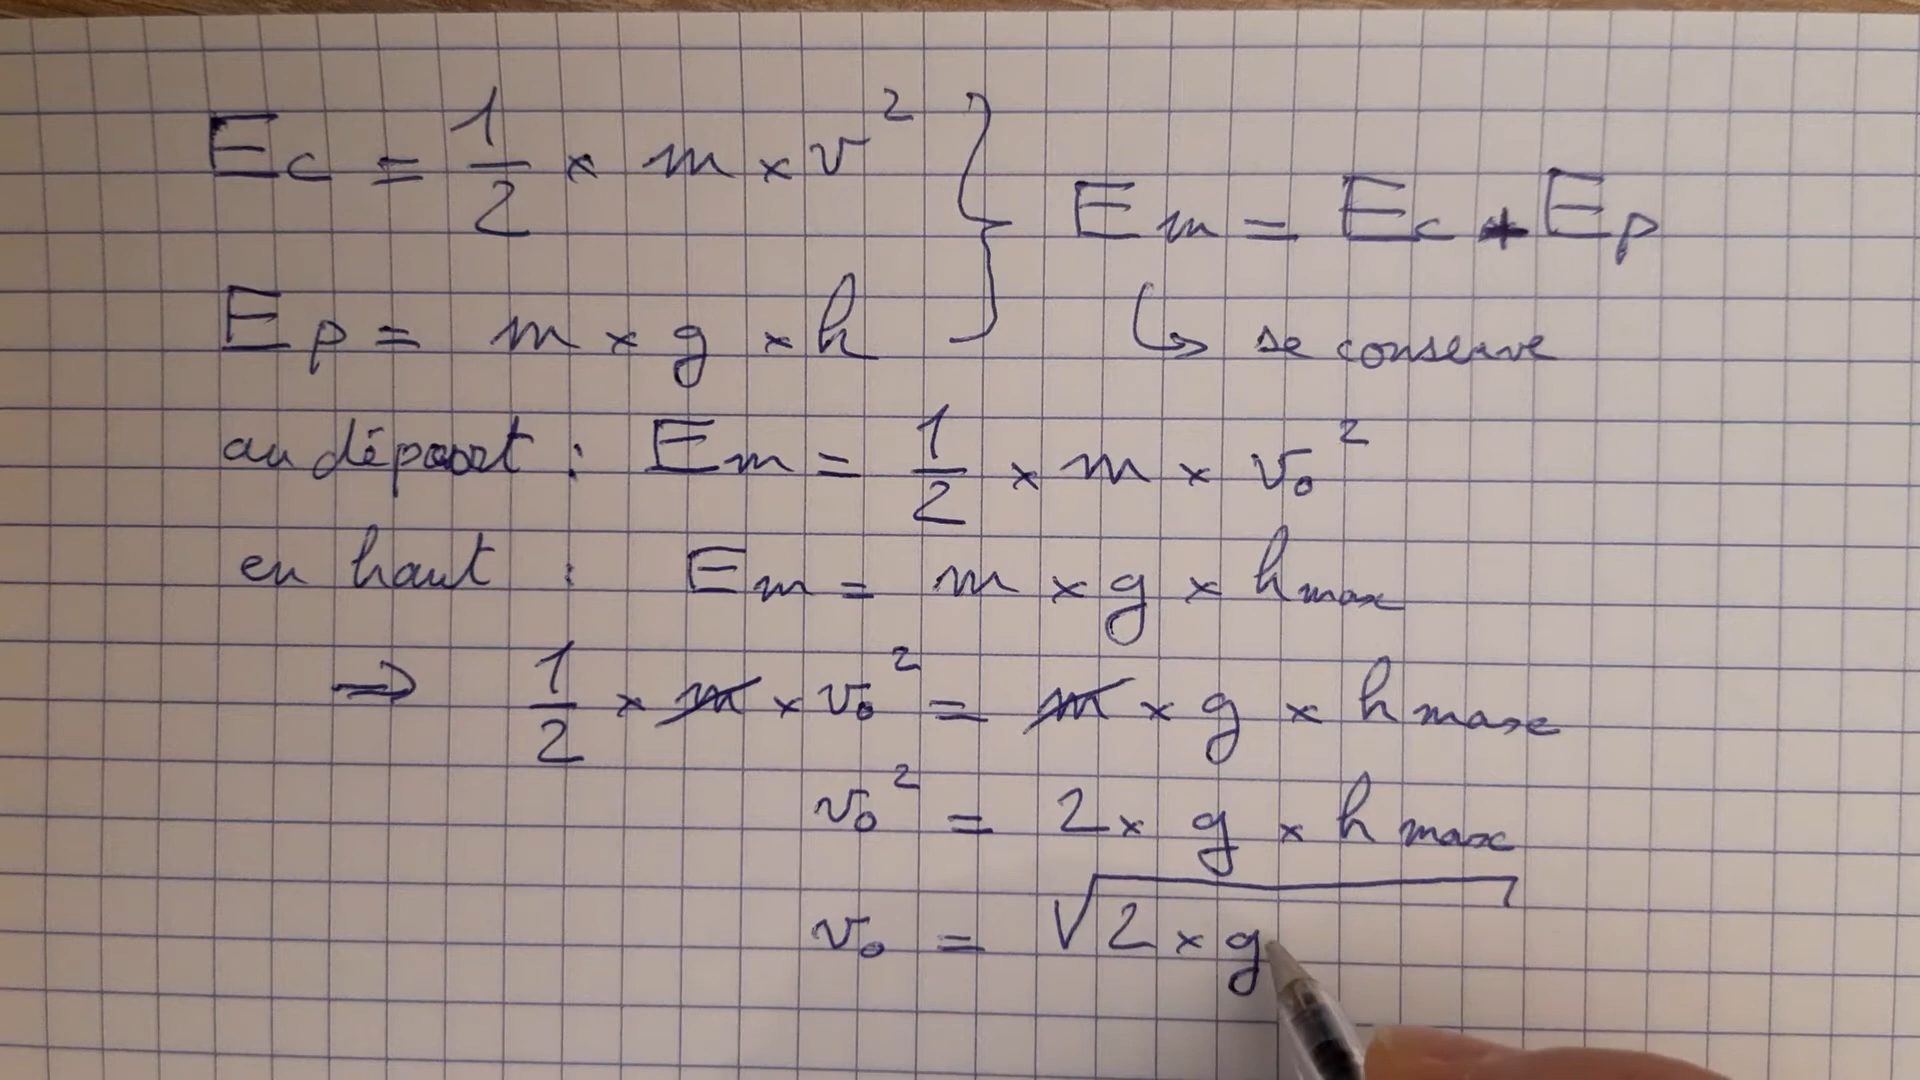 Ec = 1/2 × m × v²
Ep = m × g × h
} Em = Ec + Ep
↳ se conserve
au départ : Em = 1/2 × m × v₀²
en haut : Em = m × g × hmax
⇒ 1/2 × m × v₀² = m × g × hmax
v₀² = 2 × g × hmax
v₀ = √2 × g